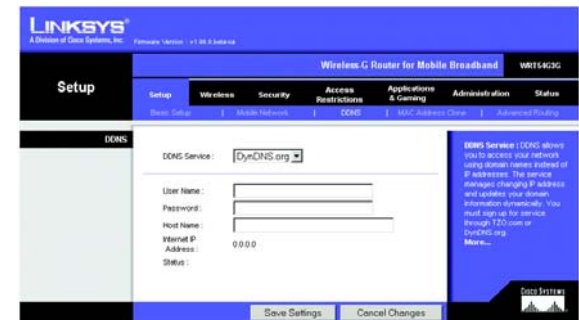 LINKSYS®
A Division of Cisco Systems, Inc.
Firmware Version : v1.00.0
Wireless-G Router for Mobile Broadband
WRT54G3G
Setup
Setup
Wireless
Security
Access Restrictions
Applications & Gaming
Administration
Status
Basic Setup | Mobile Network | DDNS | MAC Address Clone | Advanced Routing
DDNS
DDNS Service :
DynDNS.org
User Name :
Password :
Host Name :
Internet IP
Address :
0.0.0.0
Status :
DDNS Service : DDNS allows
you to access your network
using domain names instead of
IP addresses. The service
manages changing IP address
and updates your domain
information dynamically. You
must sign up for service
through TZO.com or
DynDNS.org.
More...
Save Settings
Cancel Changes
CISCO SYSTEMS